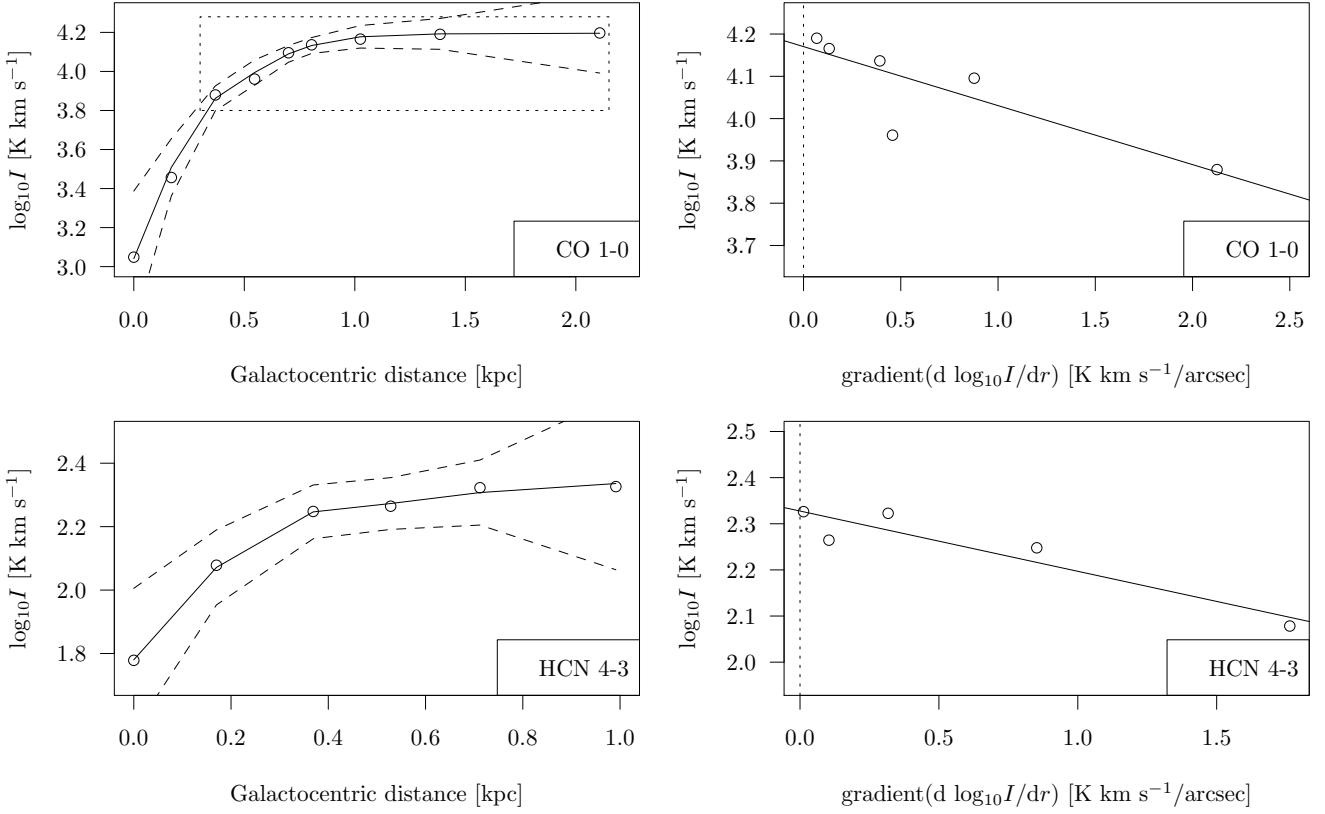 log₁₀I [K km s⁻¹]
4.2
4.0
3.8
3.6
3.4
3.2
3.0
CO 1-0
0.0 0.5 1.0 1.5 2.0
Galactocentric distance [kpc]
log₁₀I [K km s⁻¹]
4.2
4.1
4.0
3.9
3.8
3.7
CO 1-0
0.0 0.5 1.0 1.5 2.0 2.5
gradient(d log₁₀I/dr) [K km s⁻¹/arcsec]
log₁₀I [K km s⁻¹]
2.4
2.2
2.0
1.8
HCN 4-3
0.0 0.2 0.4 0.6 0.8 1.0
Galactocentric distance [kpc]
log₁₀I [K km s⁻¹]
2.5
2.4
2.3
2.2
2.1
2.0
HCN 4-3
0.0 0.5 1.0 1.5
gradient(d log₁₀I/dr) [K km s⁻¹/arcsec]